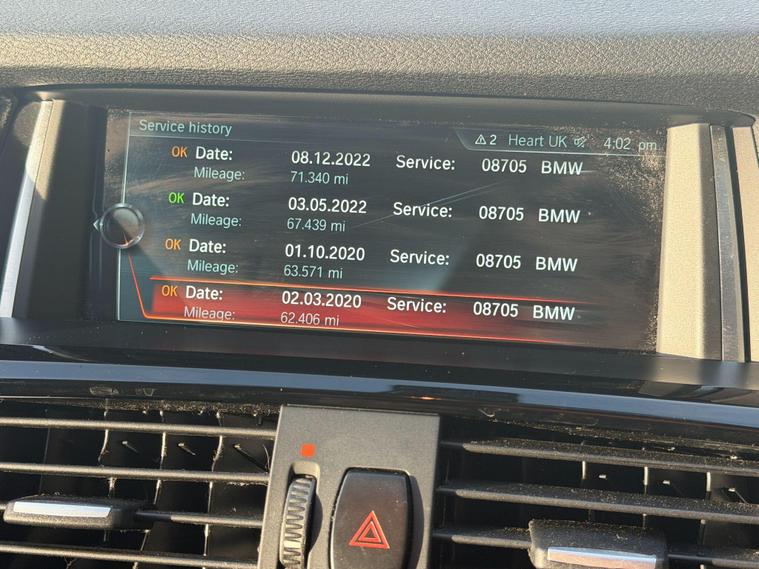 Service history
⚠ 2 Heart UK 4:02 pm
OK Date: 08.12.2022 Service: 08705 BMW
Mileage: 71.340 mi
OK Date: 03.05.2022 Service: 08705 BMW
Mileage: 67.439 mi
OK Date: 01.10.2020 Service: 08705 BMW
Mileage: 63.571 mi
OK Date: 02.03.2020 Service: 08705 BMW
Mileage: 62.406 mi